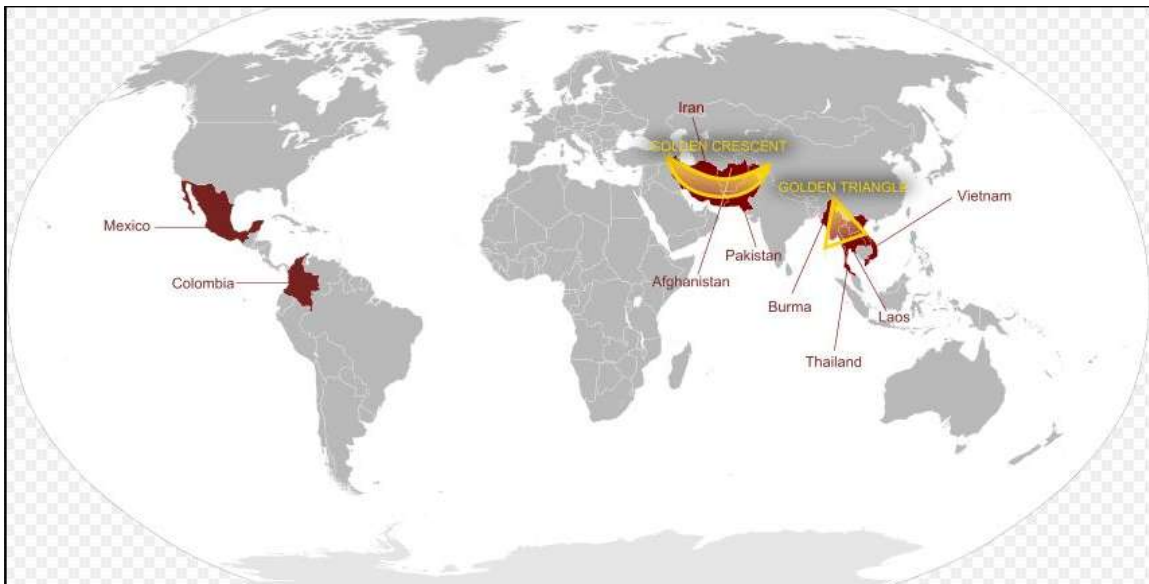 Iran
GOLDEN CRESCENT
GOLDEN TRIANGLE
Vietnam
Mexico
Pakistan
Colombia
Afghanistan
Burma
Laos
Thailand